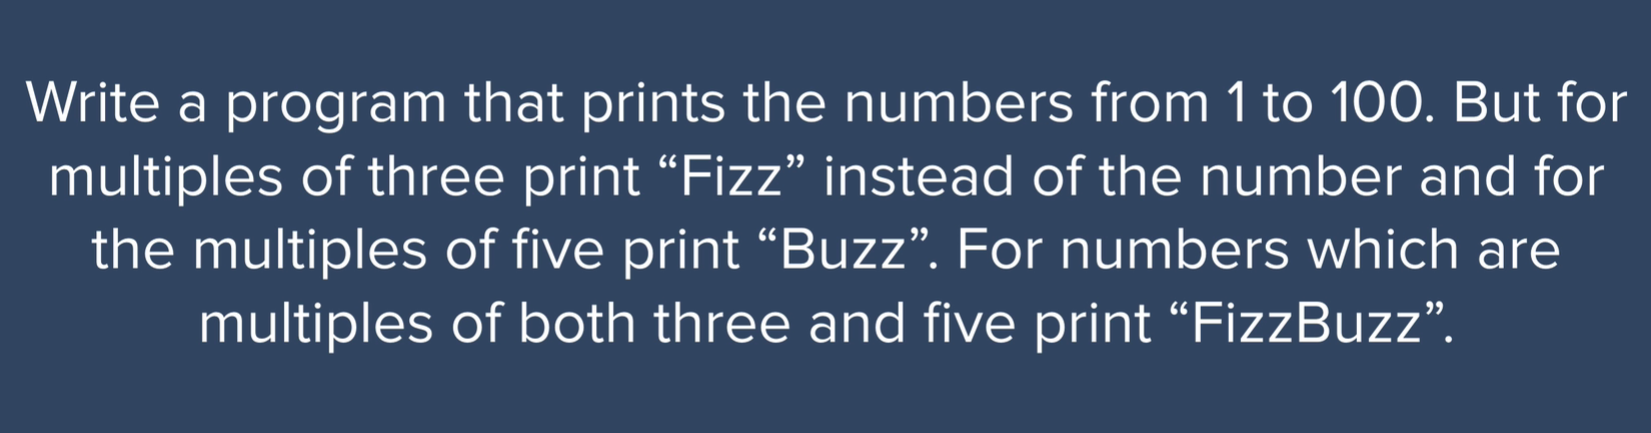 Write a program that prints the numbers from 1 to 100. But for
multiples of three print “Fizz” instead of the number and for
the multiples of five print “Buzz”. For numbers which are
multiples of both three and five print “FizzBuzz”.